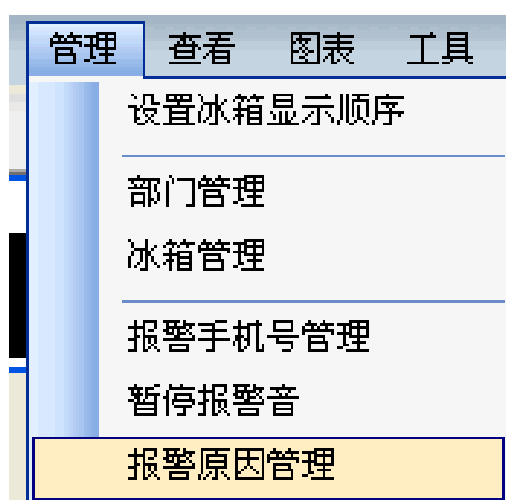 管理 查看 图表 工具
设置冰箱显示顺序
部门管理
冰箱管理
报警手机号管理
暂停报警音
报警原因管理